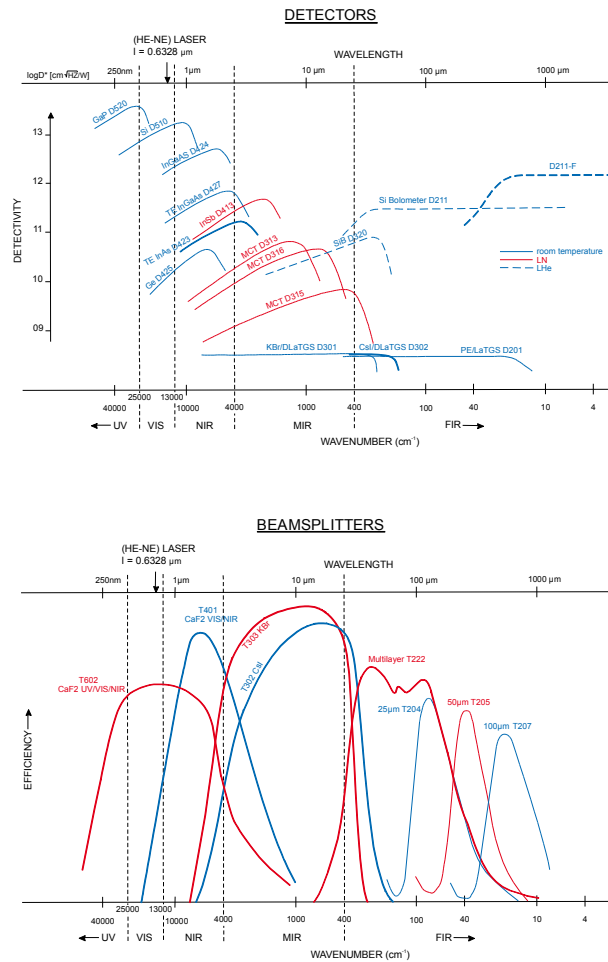 DETECTORS
(HE-NE) LASER
l = 0.6328 µm
WAVELENGTH
logD* [cm√HZ/W]
250nm
1µm
10 µm
100 µm
1000 µm
GaP D520
Si D510
InGaAS D424
TE InGaAs D427
InSb D413
TE InAs D423
Ge D425
MCT D313
MCT D316
MCT D315
SiB D320
Si Bolometer D211
D211-F
room temperature
LN
LHe
KBr/DLaTGS D301
CsI/DLaTGS D302
PE/LaTGS D201
DETECTIVITY
13
12
11
10
09
40000
25000
13000
10000
4000
1000
400
100
40
10
4
UV
VIS
NIR
MIR
FIR
WAVENUMBER (cm-¹)
BEAMSPLITTERS
(HE-NE) LASER
l = 0.6328 µm
WAVELENGTH
250nm
1µm
10 µm
100 µm
1000 µm
T401
CaF2 VIS/NIR
T303 KBr
T302 CsI
T602
CaF2 UV/VIS/NIR
Multilayer T222
25µm T204
50µm T205
100µm T207
EFFICIENCY
40000
25000
13000
10000
4000
1000
400
100
40
10
4
UV
VIS
NIR
MIR
FIR
WAVENUMBER (cm-¹)